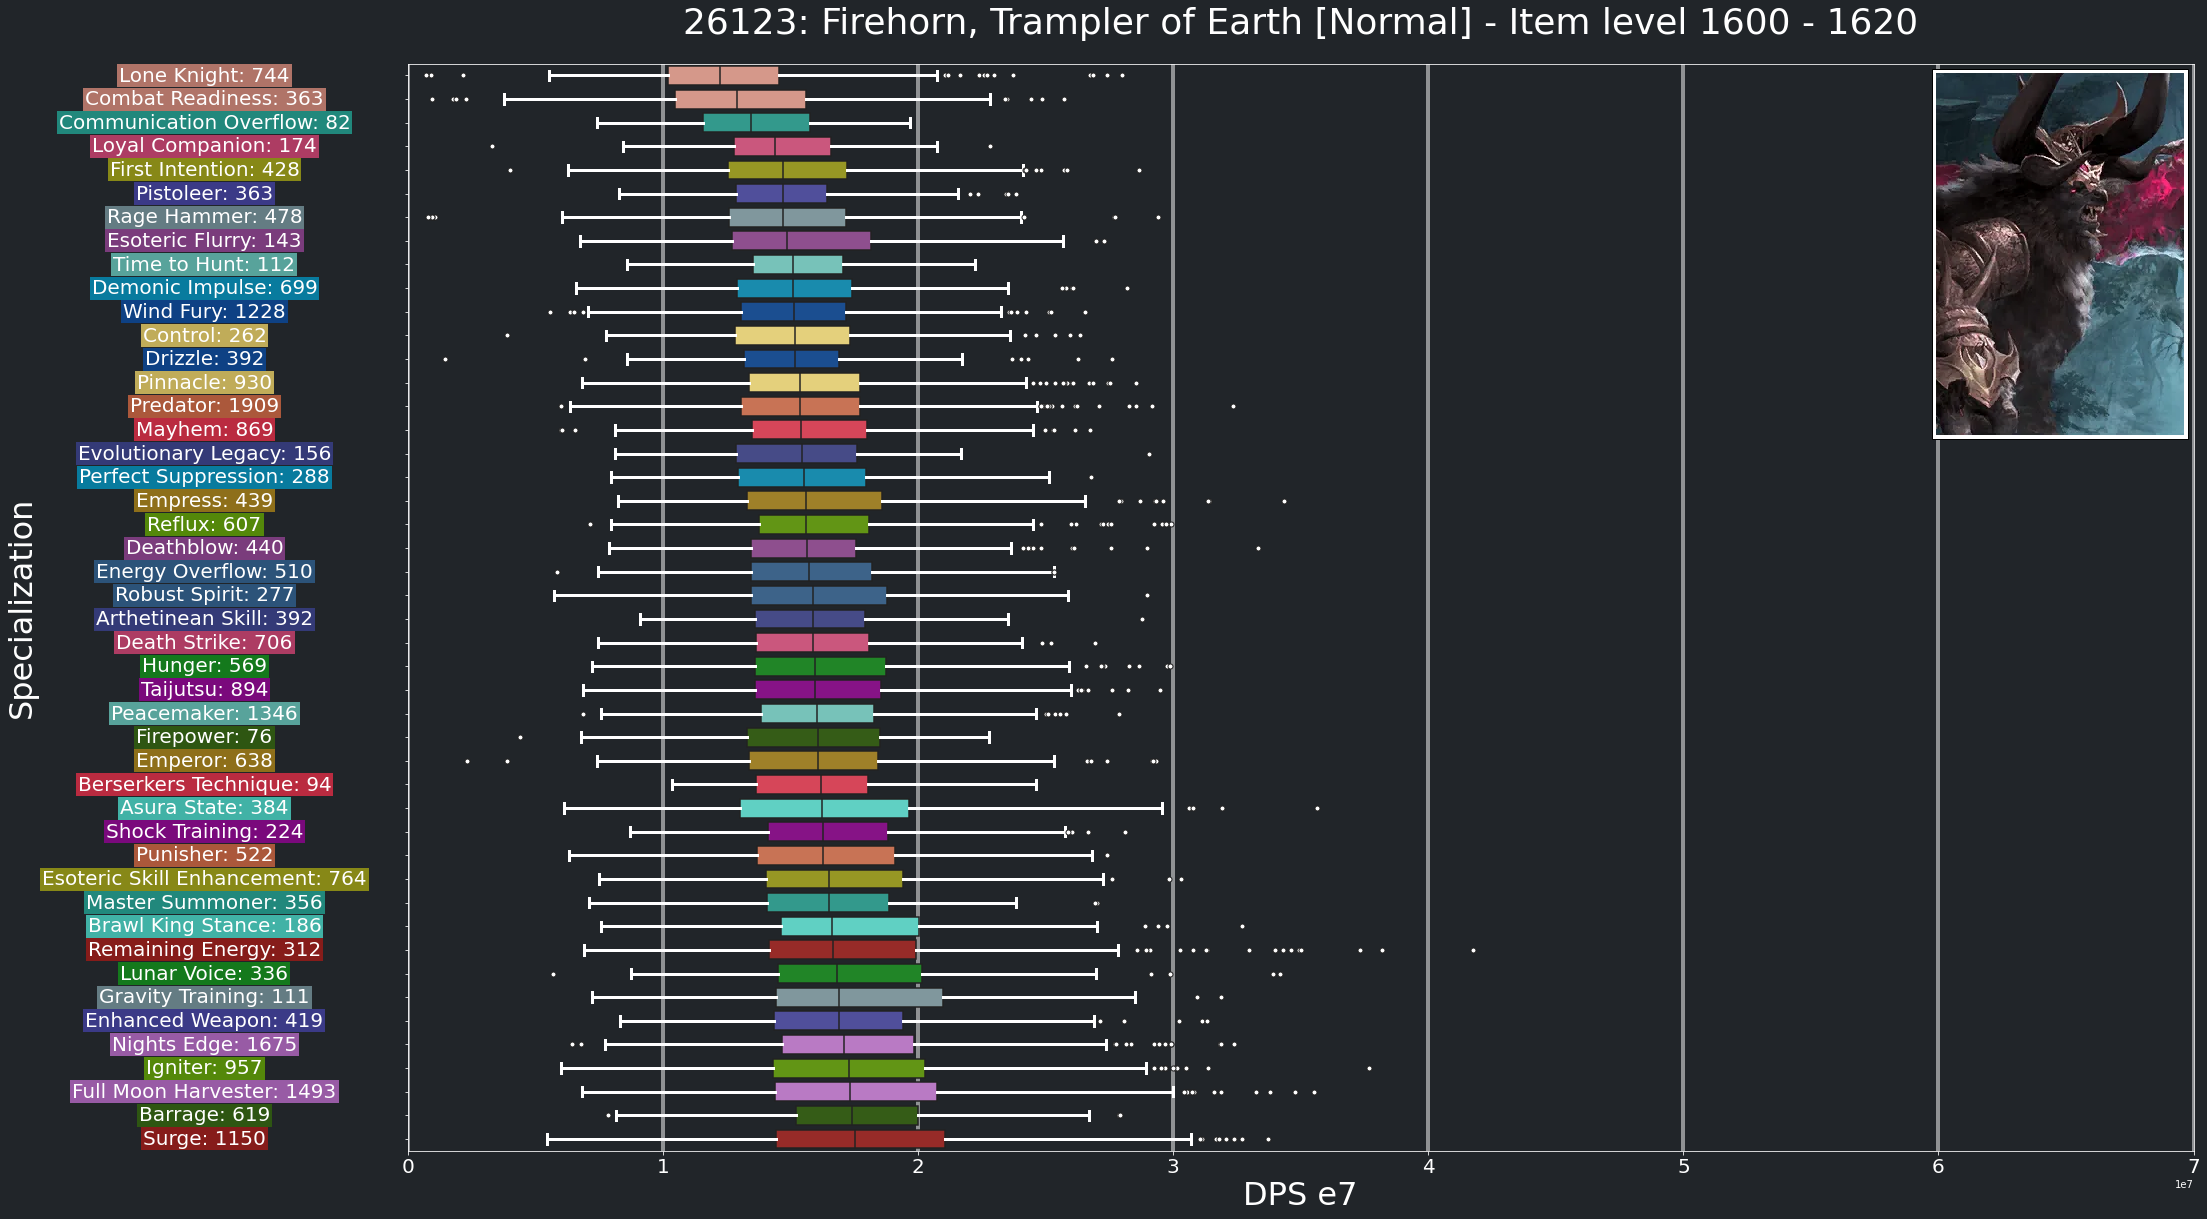 26123: Firehorn, Trampler of Earth [Normal] - Item level 1600 - 1620
Specialization
Lone Knight: 744
Combat Readiness: 363
Communication Overflow: 82
Loyal Companion: 174
First Intention: 428
Pistoleer: 363
Rage Hammer: 478
Esoteric Flurry: 143
Time to Hunt: 112
Demonic Impulse: 699
Wind Fury: 1228
Control: 262
Drizzle: 392
Pinnacle: 930
Predator: 1909
Mayhem: 869
Evolutionary Legacy: 156
Perfect Suppression: 288
Empress: 439
Reflux: 607
Deathblow: 440
Energy Overflow: 510
Robust Spirit: 277
Arthetinean Skill: 392
Death Strike: 706
Hunger: 569
Taijutsu: 894
Peacemaker: 1346
Firepower: 76
Emperor: 638
Berserkers Technique: 94
Asura State: 384
Shock Training: 224
Punisher: 522
Esoteric Skill Enhancement: 764
Master Summoner: 356
Brawl King Stance: 186
Remaining Energy: 312
Lunar Voice: 336
Gravity Training: 111
Enhanced Weapon: 419
Nights Edge: 1675
Igniter: 957
Full Moon Harvester: 1493
Barrage: 619
Surge: 1150
0 1 2 3 4 5 6 7
1e7
DPS e7